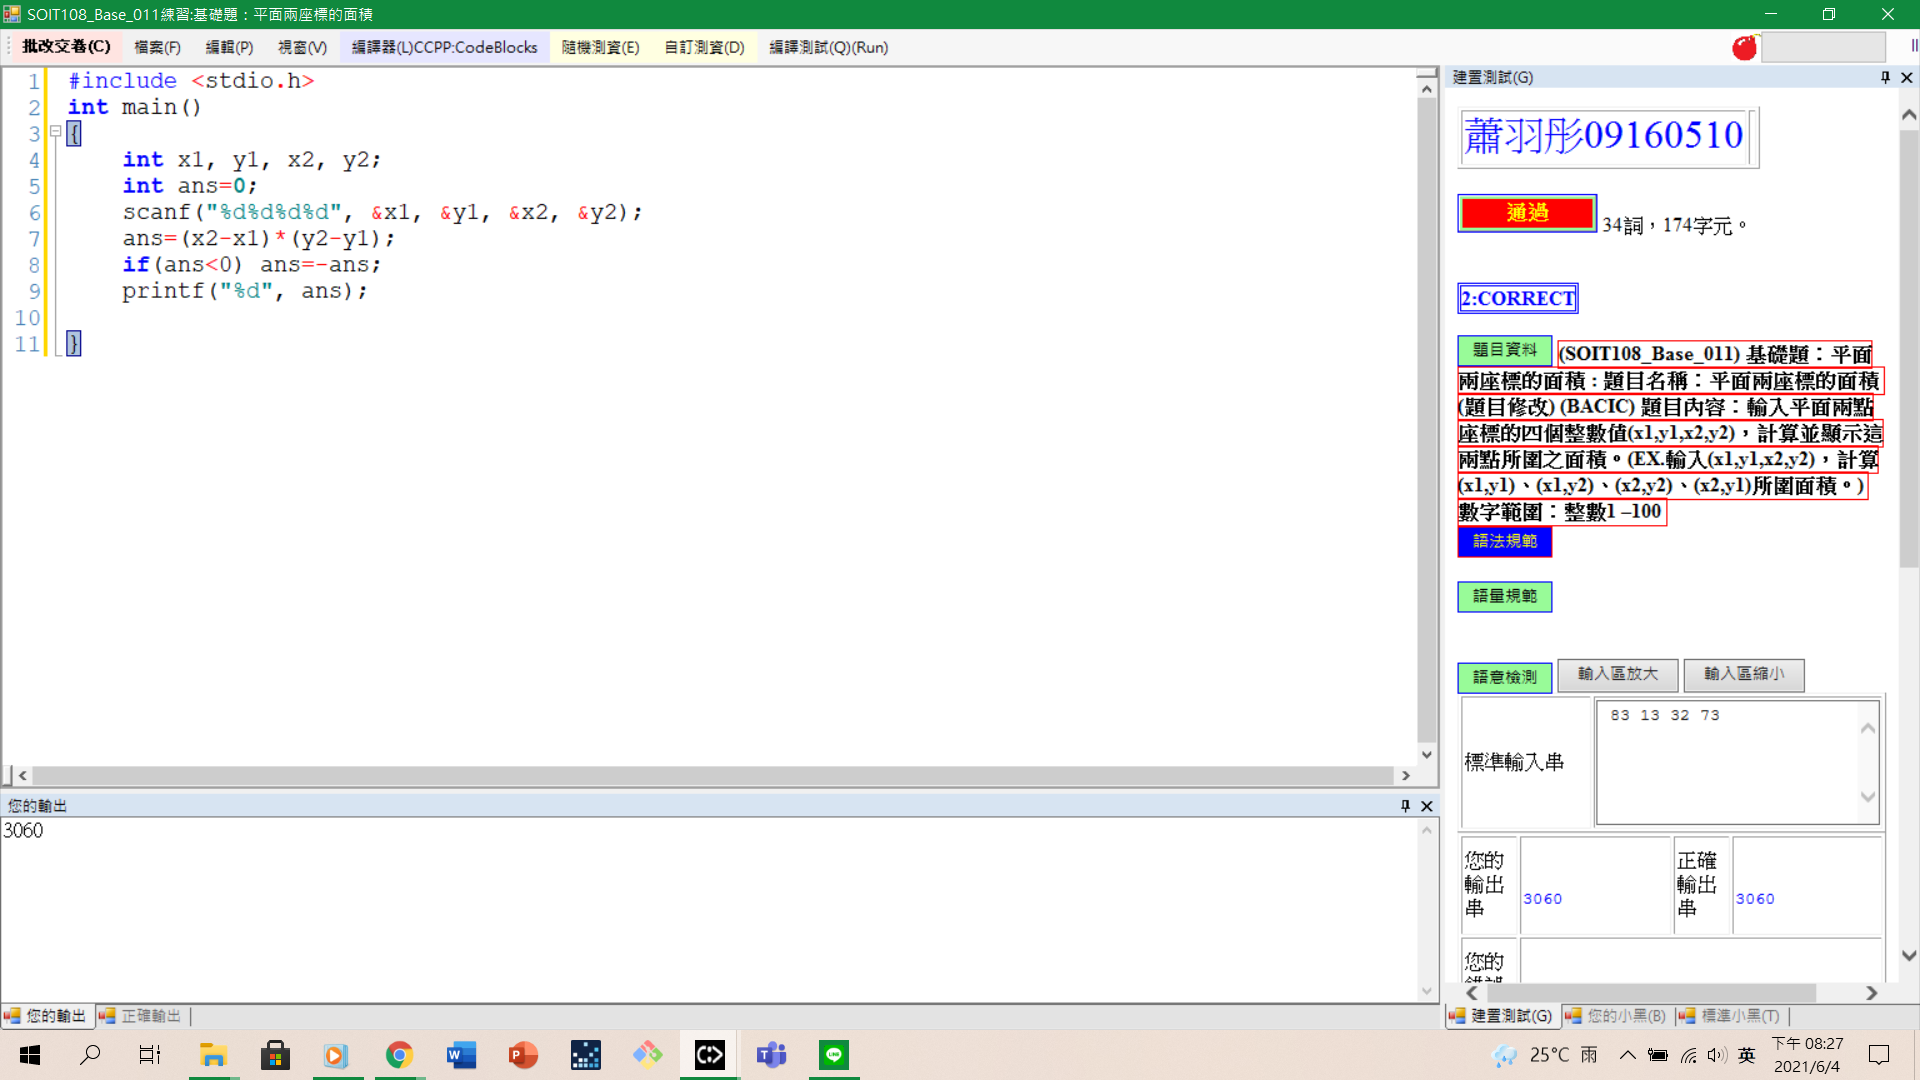 SOIT108_Base_011練習:基礎題：平面兩座標的面積
批改交卷(C) 檔案(F) 編輯(P) 視窗(V) 編譯器(L)CCPP:CodeBlocks 隨機測資(E) 自訂測資(D) 編譯測試(Q)(Run)
1 #include <stdio.h>
2 int main()
3 {
4 int x1, y1, x2, y2;
5 int ans=0;
6 scanf("%d%d%d%d", &x1, &y1, &x2, &y2);
7 ans=(x2-x1)*(y2-y1);
8 if(ans<0) ans=-ans;
9 printf("%d", ans);
10
11 }
您的輸出
3060
您的輸出 正確輸出
建置測試(G)
蕭羽彤09160510
通過 34詞，174字元。
2:CORRECT
題目資料 (SOIT108_Base_011) 基礎題：平面
兩座標的面積 : 題目名稱：平面兩座標的面積
(題目修改) (BACIC) 題目內容：輸入平面兩點
座標的四個整數值(x1,y1,x2,y2)，計算並顯示這
兩點所圍之面積。(EX.輸入(x1,y1,x2,y2)，計算
(x1,y1)、(x1,y2)、(x2,y2)、(x2,y1)所圍面積。)
數字範圍：整數1 –100
語法規範
語量規範
語意檢測 輸入區放大 輸入區縮小
標準輸入串 83 13 32 73
您的輸出串 3060 正確輸出串 3060
您的
建置測試(G) 您的小黑(B) 標準小黑(T)
25°C 雨 英 下午 08:27
2021/6/4